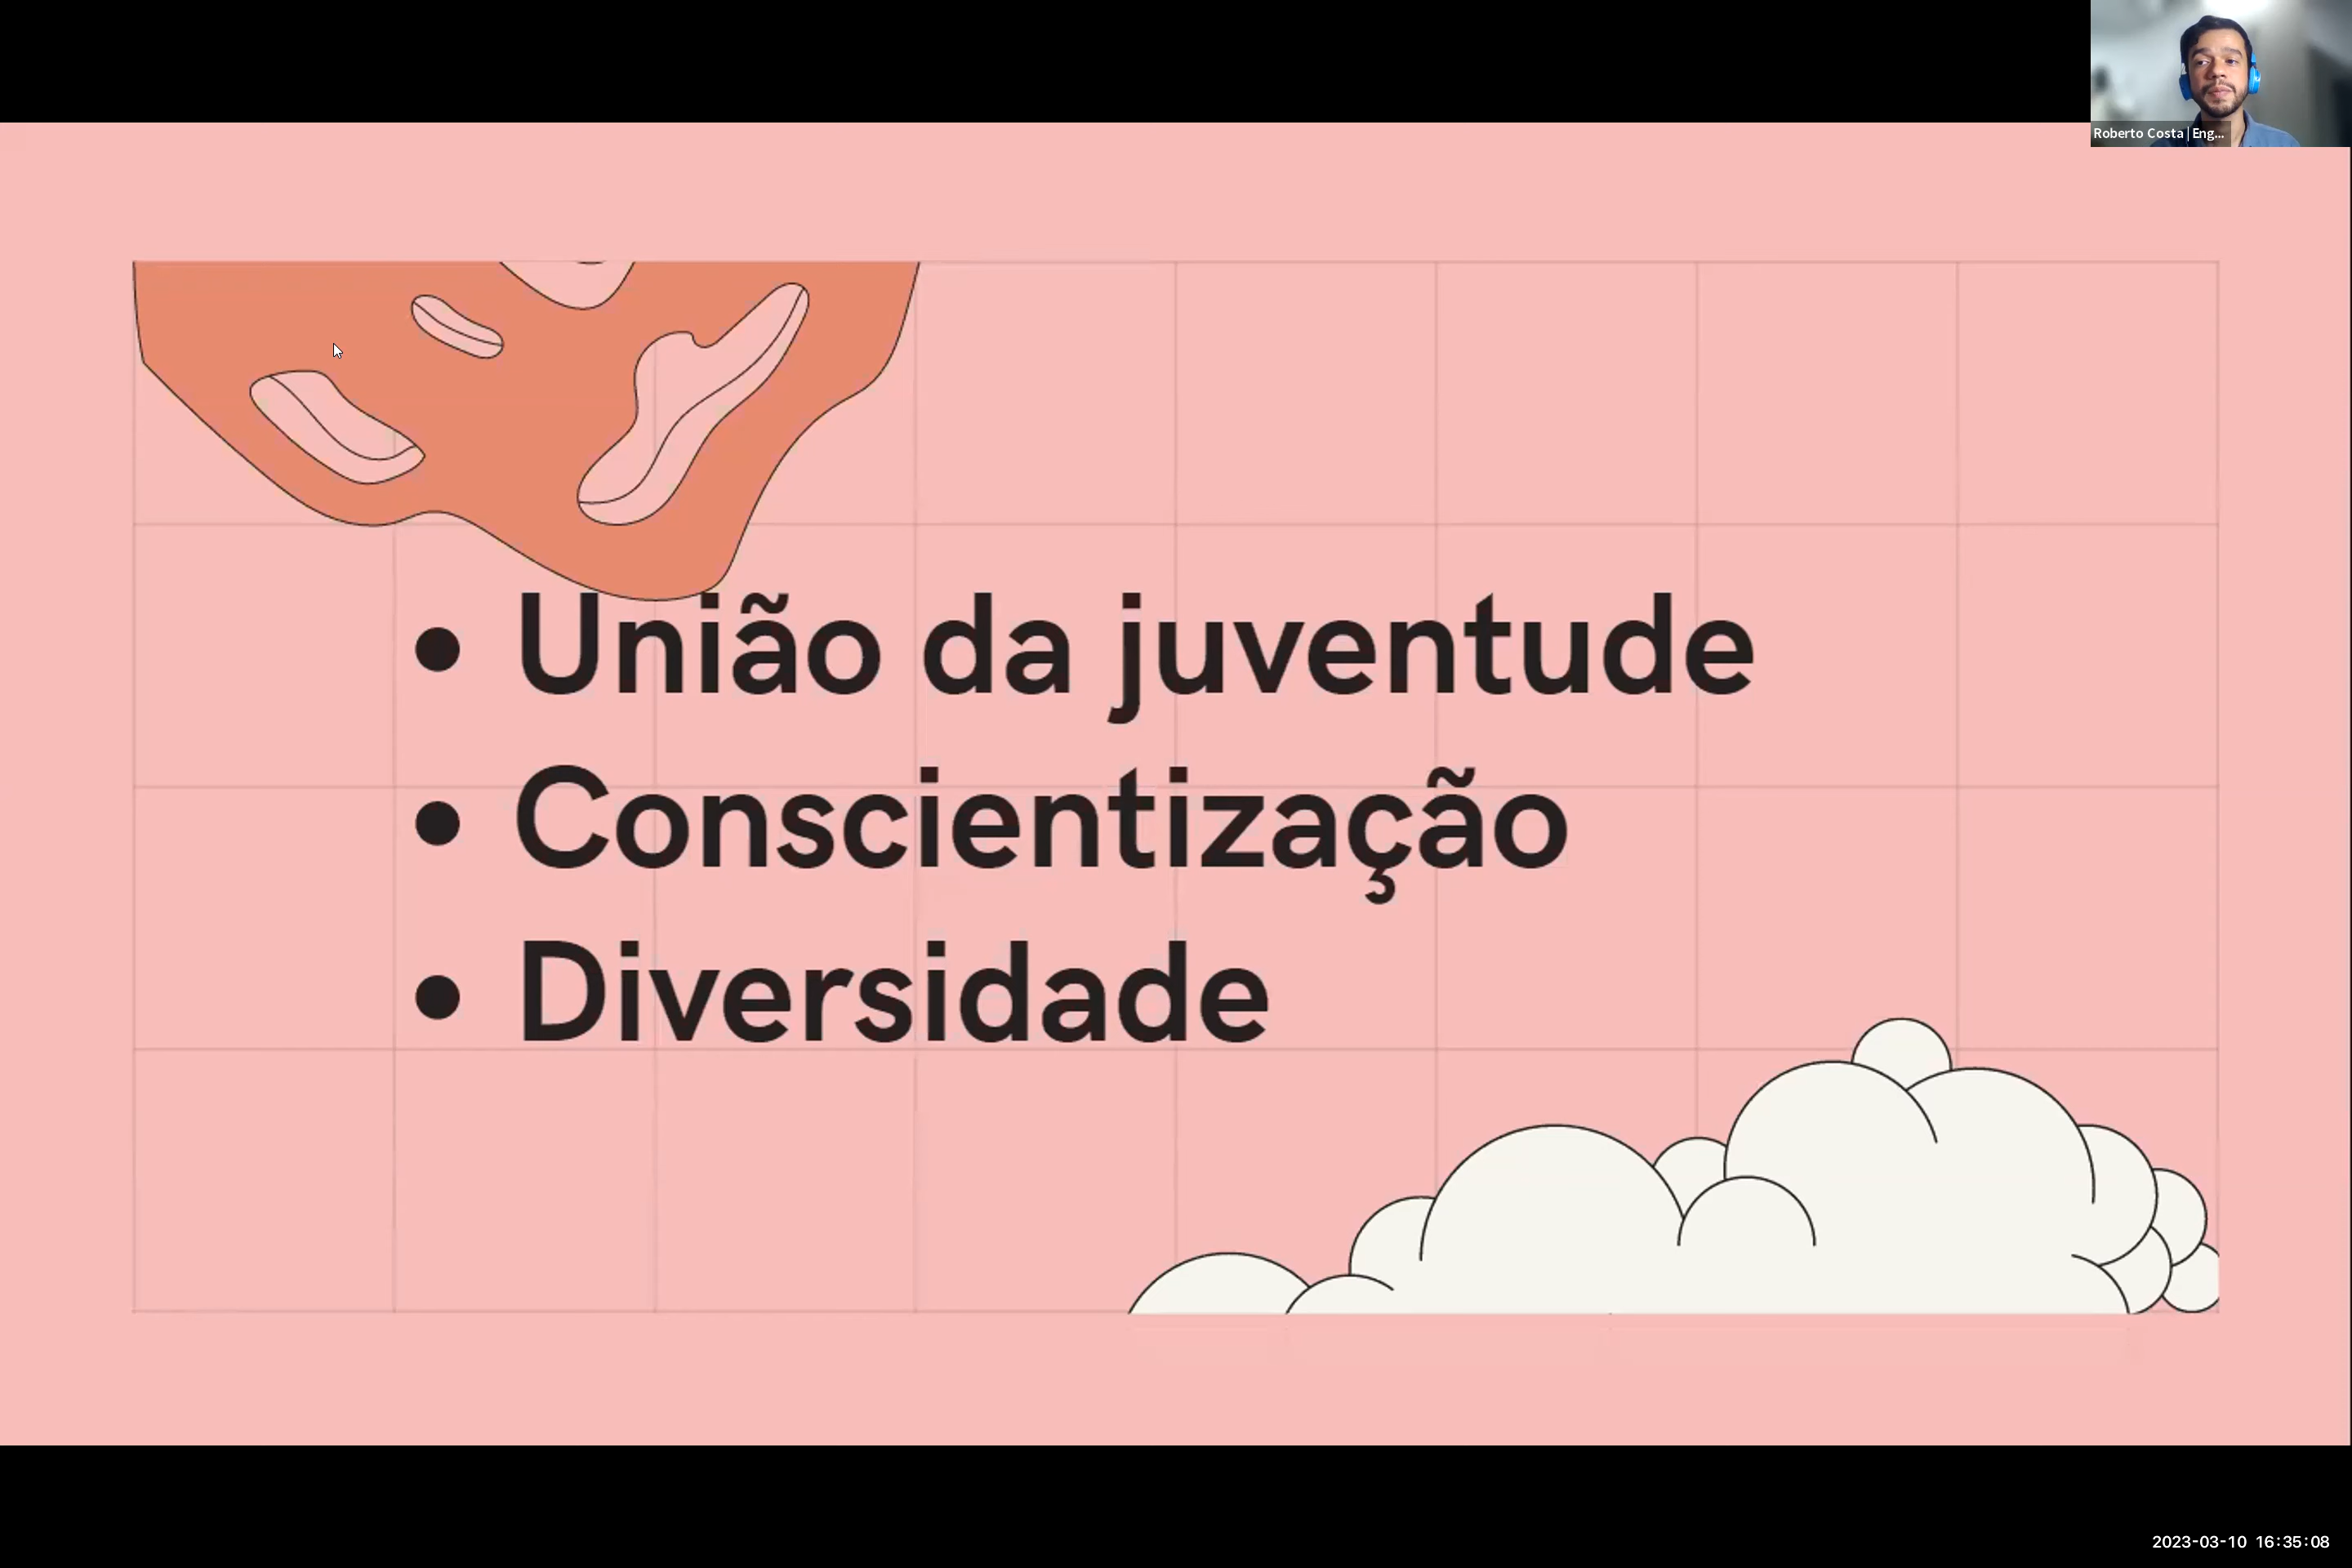 Roberto Costa | Eng...
• União da juventude
• Conscientização
• Diversidade
2023-03-10 16:35:08